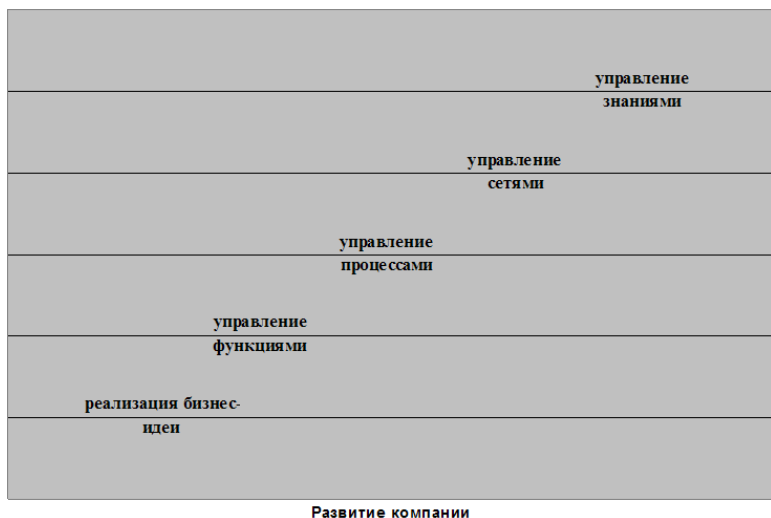 управление
знаниями
управление
сетями
управление
процессами
управление
функциями
реализация бизнес-
идеи
Развитие компании